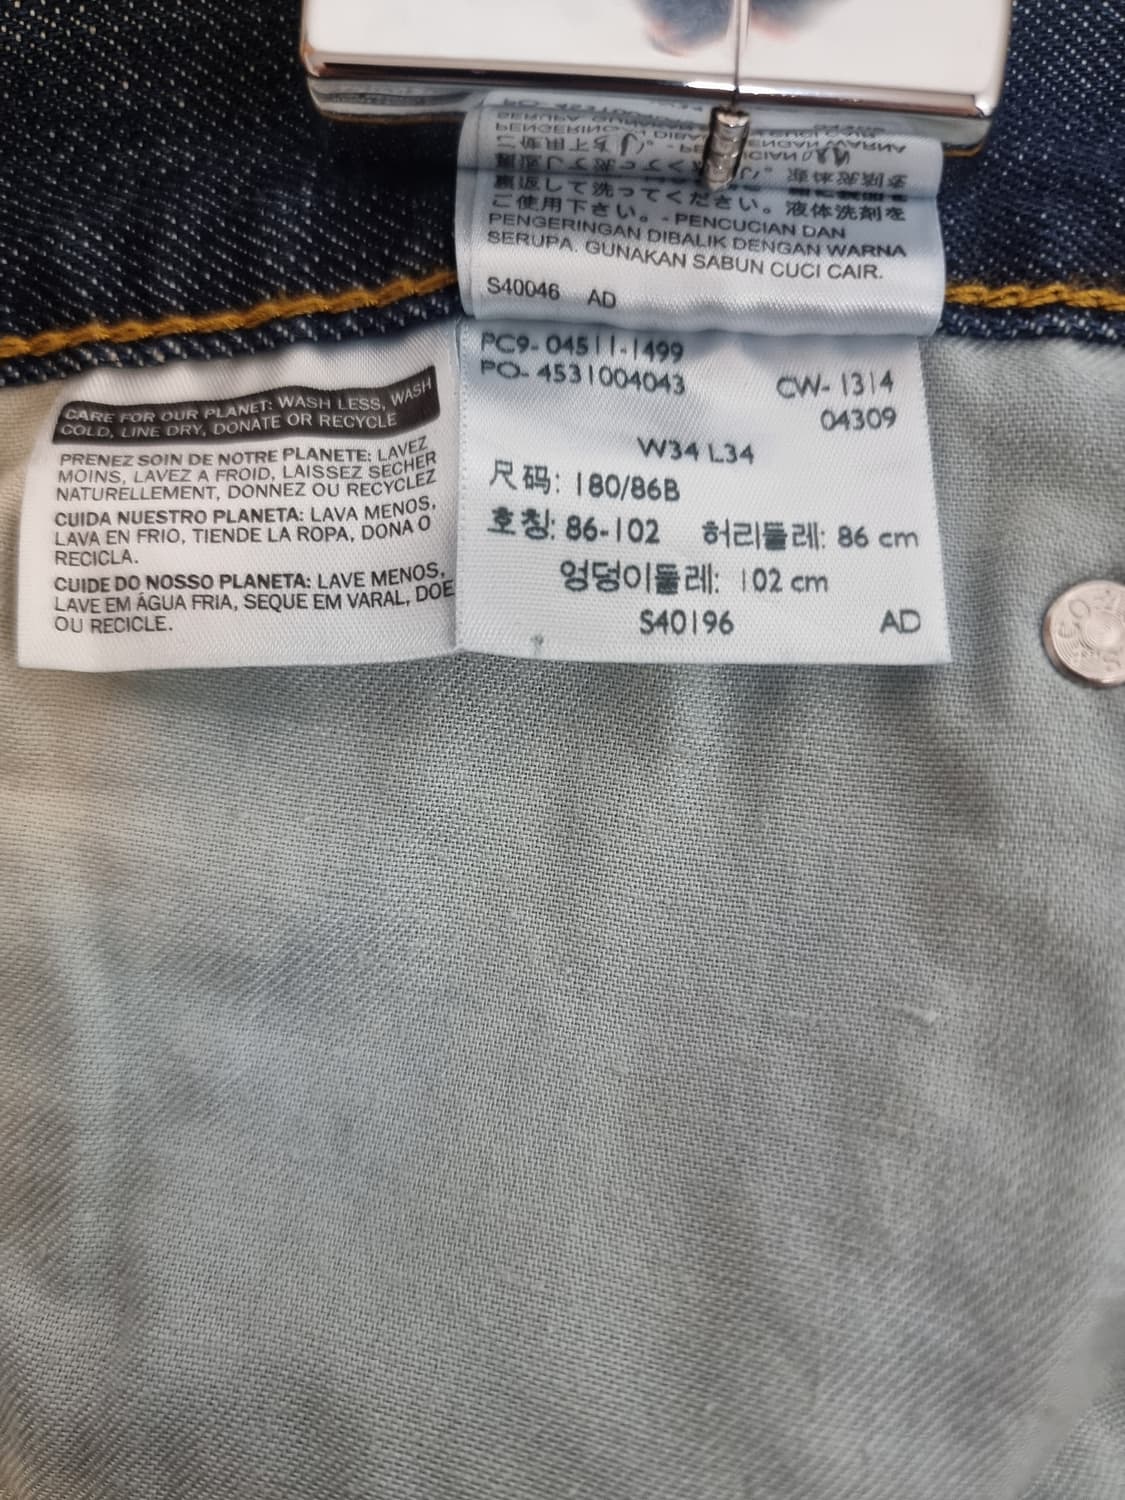 裏返して洗ってください。液体洗剤を
ご使用下さい。- PENCUCIAN DAN
PENGERINGAN DIBALIK DENGAN WARNA
SERUPA. GUNAKAN SABUN CUCI CAIR.
S40046 AD
CARE FOR OUR PLANET: WASH LESS, WASH
COLD, LINE DRY, DONATE OR RECYCLE
PRENEZ SOIN DE NOTRE PLANETE: LAVEZ
MOINS, LAVEZ A FROID, LAISSEZ SECHER
NATURELLEMENT, DONNEZ OU RECYCLEZ
CUIDA NUESTRO PLANETA: LAVA MENOS,
LAVA EN FRIO, TIENDE LA ROPA, DONA O
RECICLA.
CUIDE DO NOSSO PLANETA: LAVE MENOS,
LAVE EM ÁGUA FRIA, SEQUE EM VARAL, DOE
OU RECICLE.
PC9-04511-1499
PO-4531004043 CW-1314
04309
W34 L34
尺码: 180/86B
호칭: 86-102 허리둘레: 86 cm
엉덩이둘레: 102 cm
S40196 AD